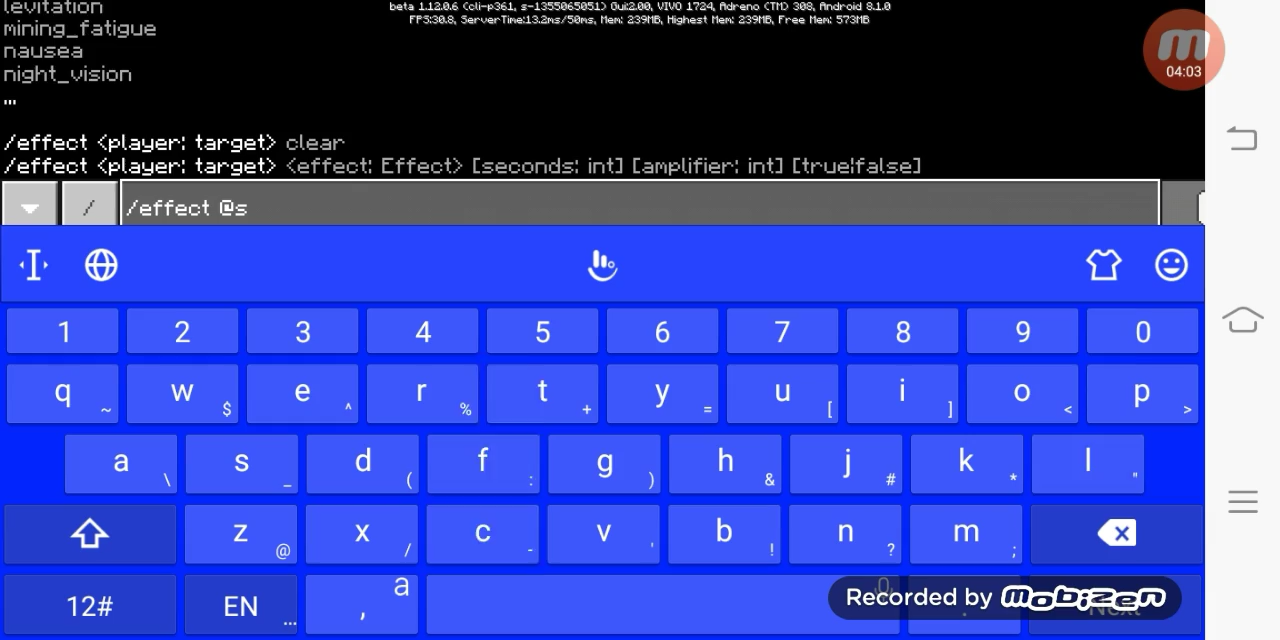 levitation
beta 1.12.0.6 (cli-p361, s-1355065051) Gui:2.00, VIVO 1724, Adreno (TM) 308, Android 8.1.0
FPS:30.8, ServerTime:13.2ms/50ms, Mem: 239MB, Highest Mem: 239MB, Free Mem: 573MB
mining_fatigue
nausea
night_vision
...
04:03
/effect <player: target> clear
/effect <player: target> <effect: Effect> [seconds: int] [amplifier: int] [true|false]
/
/effect @s
1 2 3 4 5 6 7 8 9 0
q ~ w $ e ^ r % t + y = u [ i ] o < p >
a \ s _ d ( f : g ) h & j # k * l "
z @ x / c - v ' b ! n ? m ;
12# EN ... , a .
Recorded by mobizen
Next